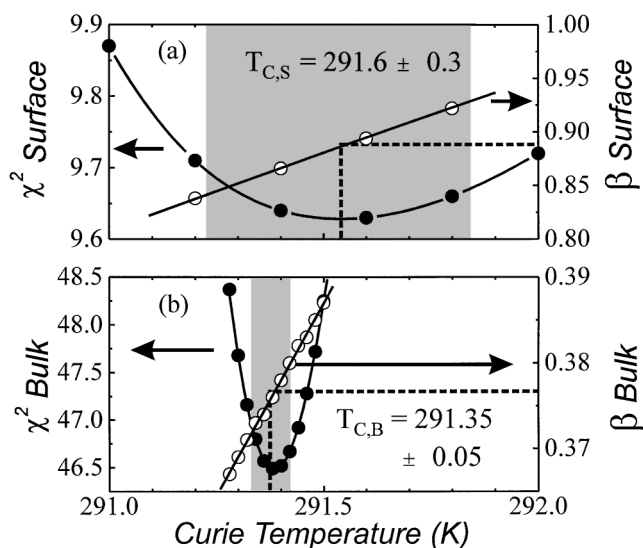 9.9
9.8
9.7
9.6
χ² Surface
(a)
T_C,S = 291.6 ± 0.3
1.00
0.95
0.90
0.85
0.80
β Surface
48.5
48.0
47.5
47.0
46.5
χ² Bulk
(b)
T_C,B = 291.35
± 0.05
0.39
0.38
0.37
β Bulk
291.0
291.5
292.0
Curie Temperature (K)